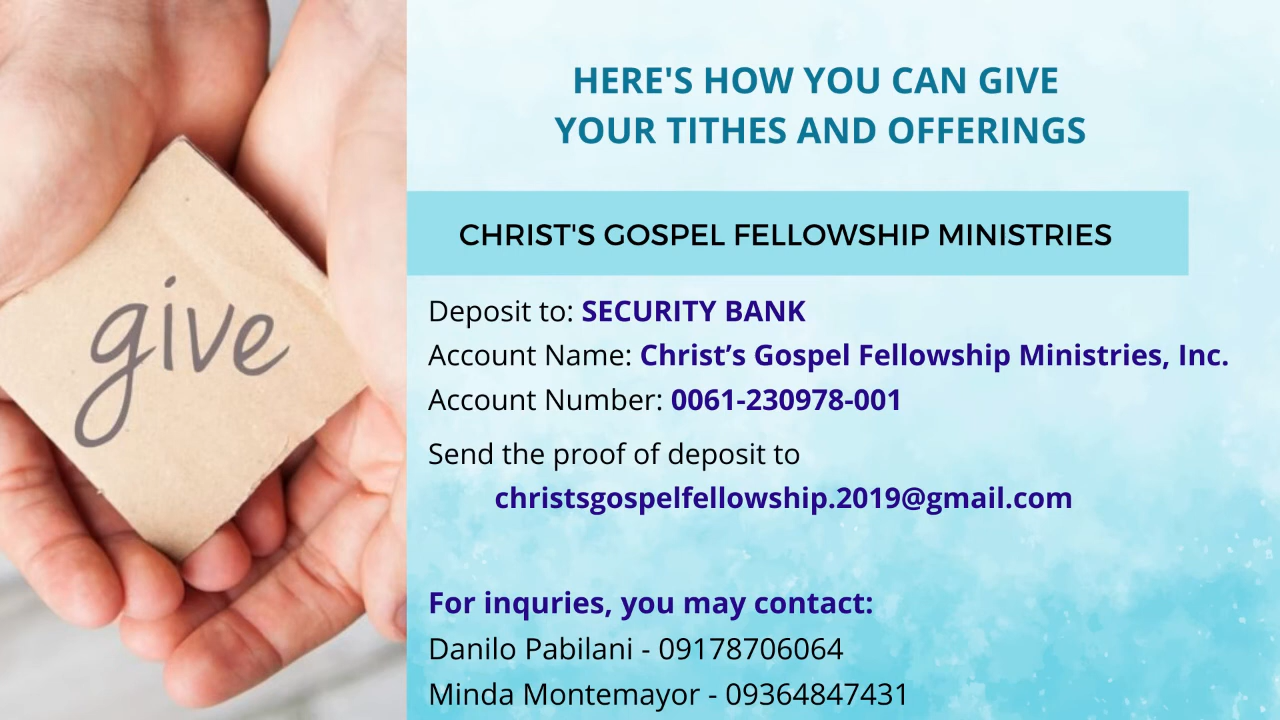 give
HERE'S HOW YOU CAN GIVE
YOUR TITHES AND OFFERINGS
CHRIST'S GOSPEL FELLOWSHIP MINISTRIES
Deposit to: SECURITY BANK
Account Name: Christ’s Gospel Fellowship Ministries, Inc.
Account Number: 0061-230978-001
Send the proof of deposit to
christsgospelfellowship.2019@gmail.com
For inquries, you may contact:
Danilo Pabilani - 09178706064
Minda Montemayor - 09364847431